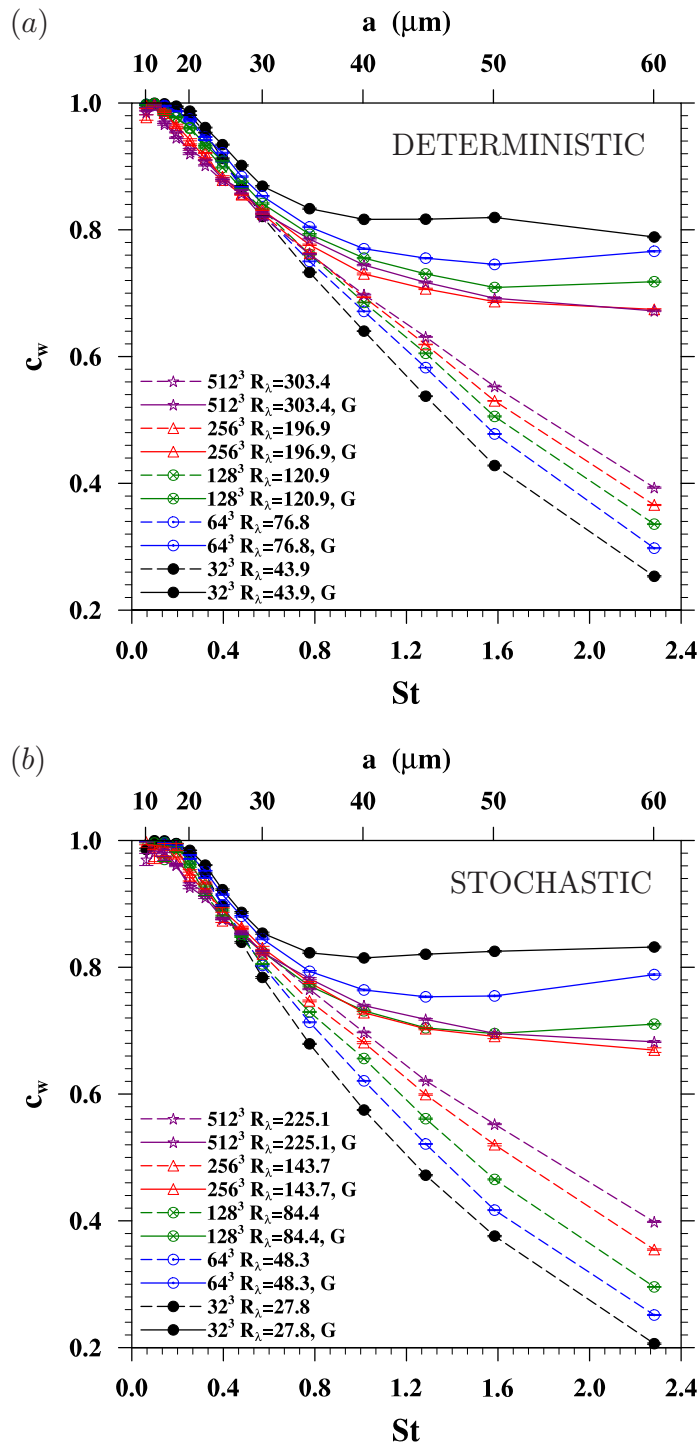 (a)
a (μm)
10 20 30 40 50 60
DETERMINISTIC
1.0
0.8
0.6
0.4
0.2
c_w
512³ R_λ=303.4
512³ R_λ=303.4, G
256³ R_λ=196.9
256³ R_λ=196.9, G
128³ R_λ=120.9
128³ R_λ=120.9, G
64³ R_λ=76.8
64³ R_λ=76.8, G
32³ R_λ=43.9
32³ R_λ=43.9, G
0.0 0.4 0.8 1.2 1.6 2.0 2.4
St
(b)
a (μm)
10 20 30 40 50 60
STOCHASTIC
1.0
0.8
0.6
0.4
0.2
c_w
512³ R_λ=225.1
512³ R_λ=225.1, G
256³ R_λ=143.7
256³ R_λ=143.7, G
128³ R_λ=84.4
128³ R_λ=84.4, G
64³ R_λ=48.3
64³ R_λ=48.3, G
32³ R_λ=27.8
32³ R_λ=27.8, G
0.0 0.4 0.8 1.2 1.6 2.0 2.4
St